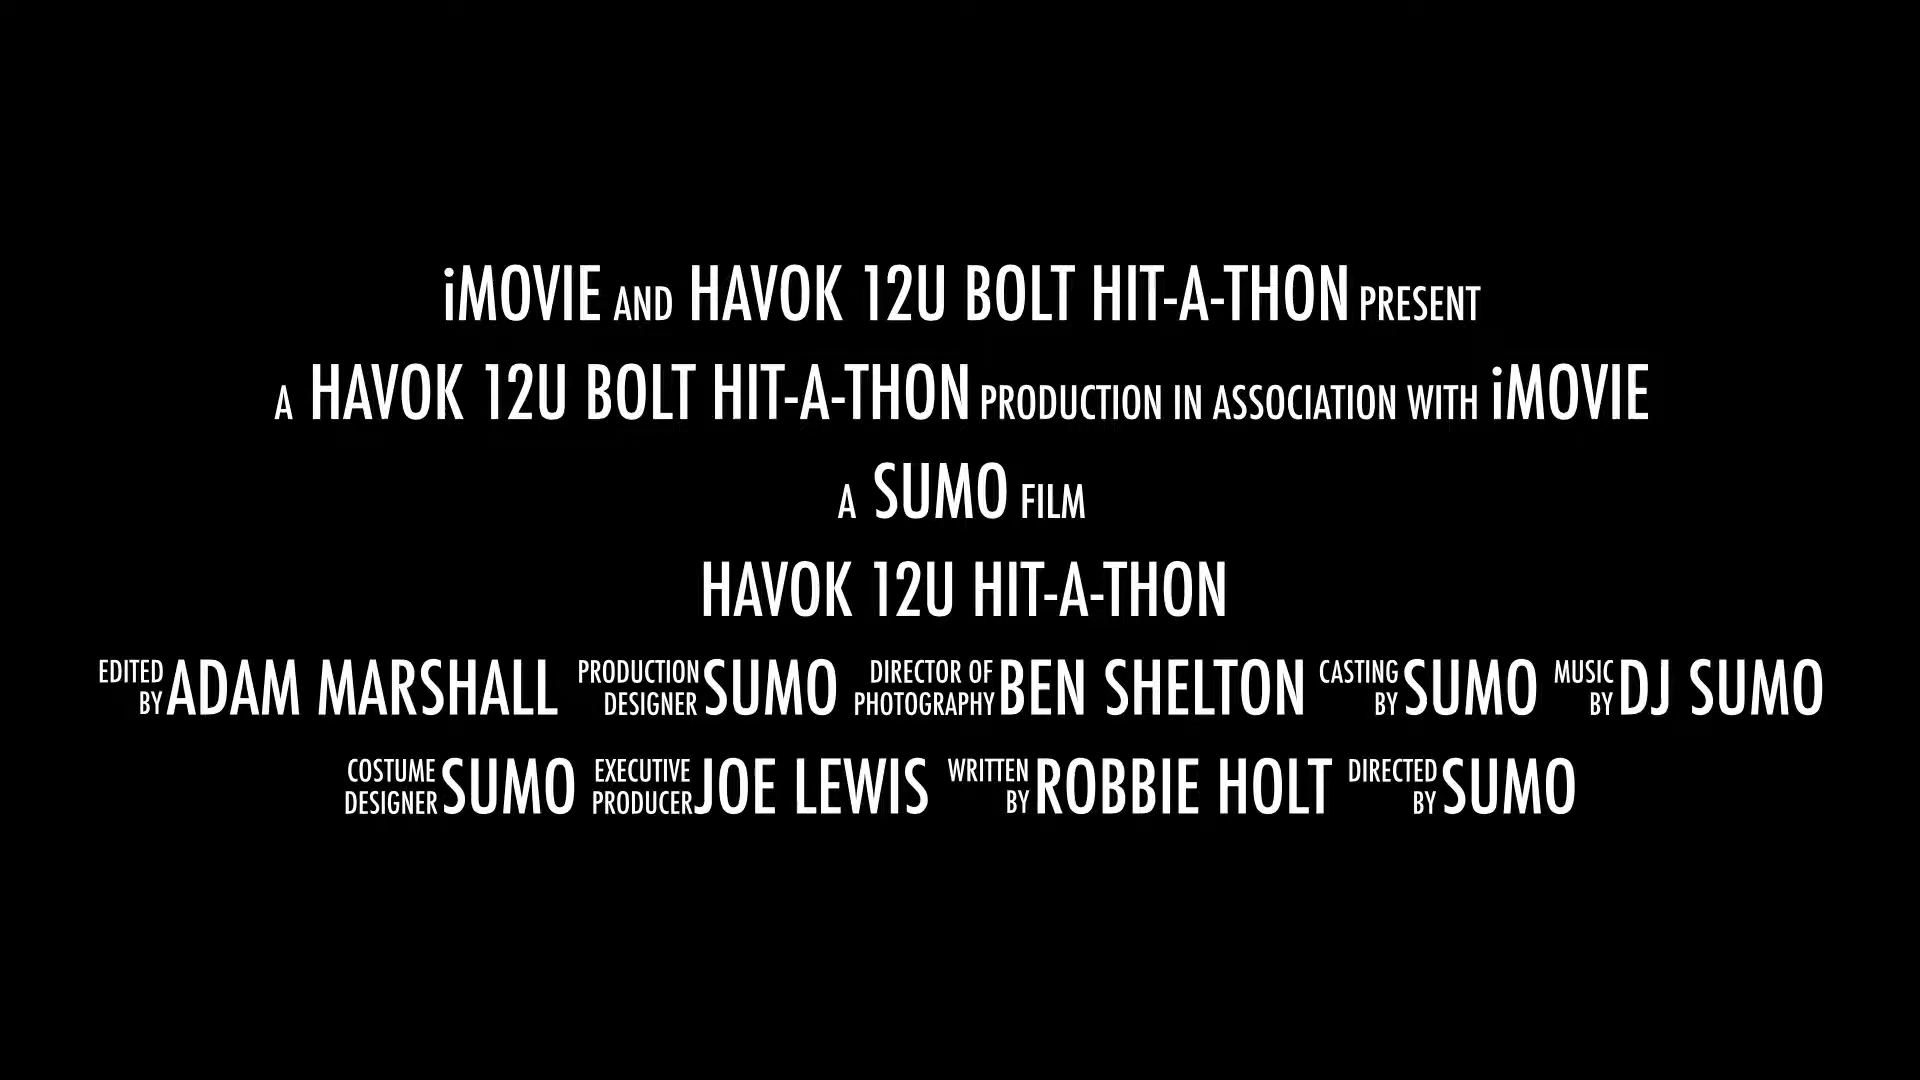 iMOVIE AND HAVOK 12U BOLT HIT-A-THON PRESENT
A HAVOK 12U BOLT HIT-A-THON PRODUCTION IN ASSOCIATION WITH iMOVIE
A SUMO FILM
HAVOK 12U HIT-A-THON
EDITED BY ADAM MARSHALL PRODUCTION DESIGNER SUMO DIRECTOR OF PHOTOGRAPHY BEN SHELTON CASTING BY SUMO MUSIC BY DJ SUMO
COSTUME DESIGNER SUMO EXECUTIVE PRODUCER JOE LEWIS WRITTEN BY ROBBIE HOLT DIRECTED BY SUMO